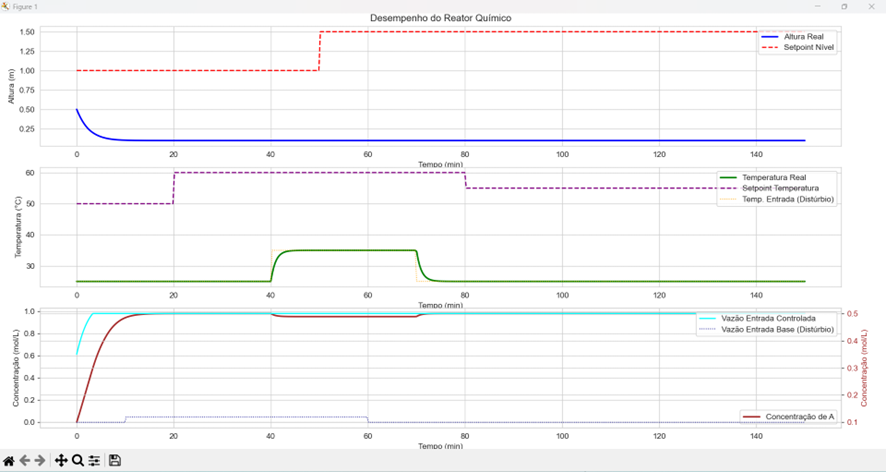 Figure 1
Desempenho do Reator Químico
1.50
1.25
1.00
0.75
0.50
0.25
Altura (m)
Altura Real
Setpoint Nível
0 20 40 60 80 100 120 140
Tempo (min)
60
50
40
30
Temperatura (°C)
Temperatura Real
Setpoint Temperatura
Temp. Entrada (Distúrbio)
0 20 40 60 80 100 120 140
Tempo (min)
1.0
0.8
0.6
0.4
0.2
0.0
Concentração (mol/L)
Vazão Entrada Controlada
Vazão Entrada Base (Distúrbio)
Concentração de A
0.5
0.4
0.3
0.2
0.1
Concentração (mol/L)
0 20 40 60 80 100 120 140
Tempo (min)